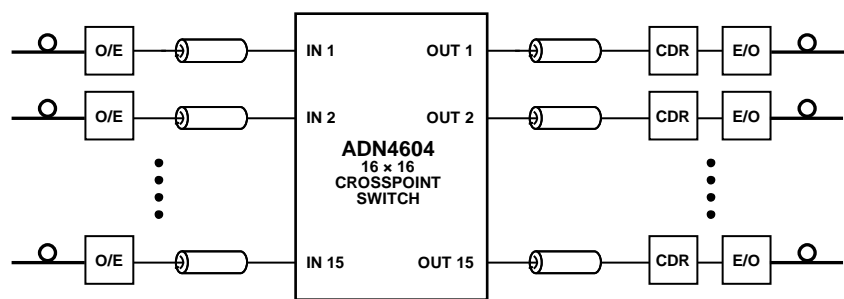 O/E IN 1 OUT 1 CDR E/O
O/E IN 2 OUT 2 CDR E/O
ADN4604
16 × 16
CROSSPOINT
SWITCH
O/E IN 15 OUT 15 CDR E/O